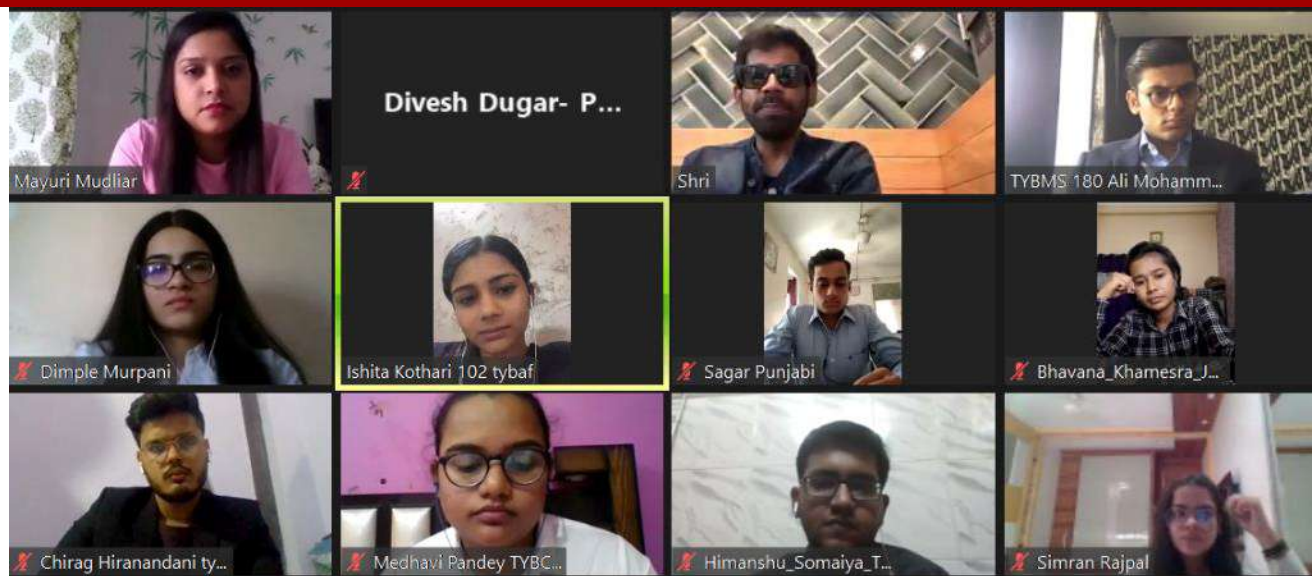 Mayuri Mudliar
Divesh Dugar- P...
Shri
TYBMS 180 Ali Mohamm...
Dimple Murpani
Ishita Kothari 102 tybaf
Sagar Punjabi
Bhavana_Khamesra_J...
Chirag Hiranandani ty...
Medhavi Pandey TYBC...
Himanshu_Somaiya_T...
Simran Rajpal